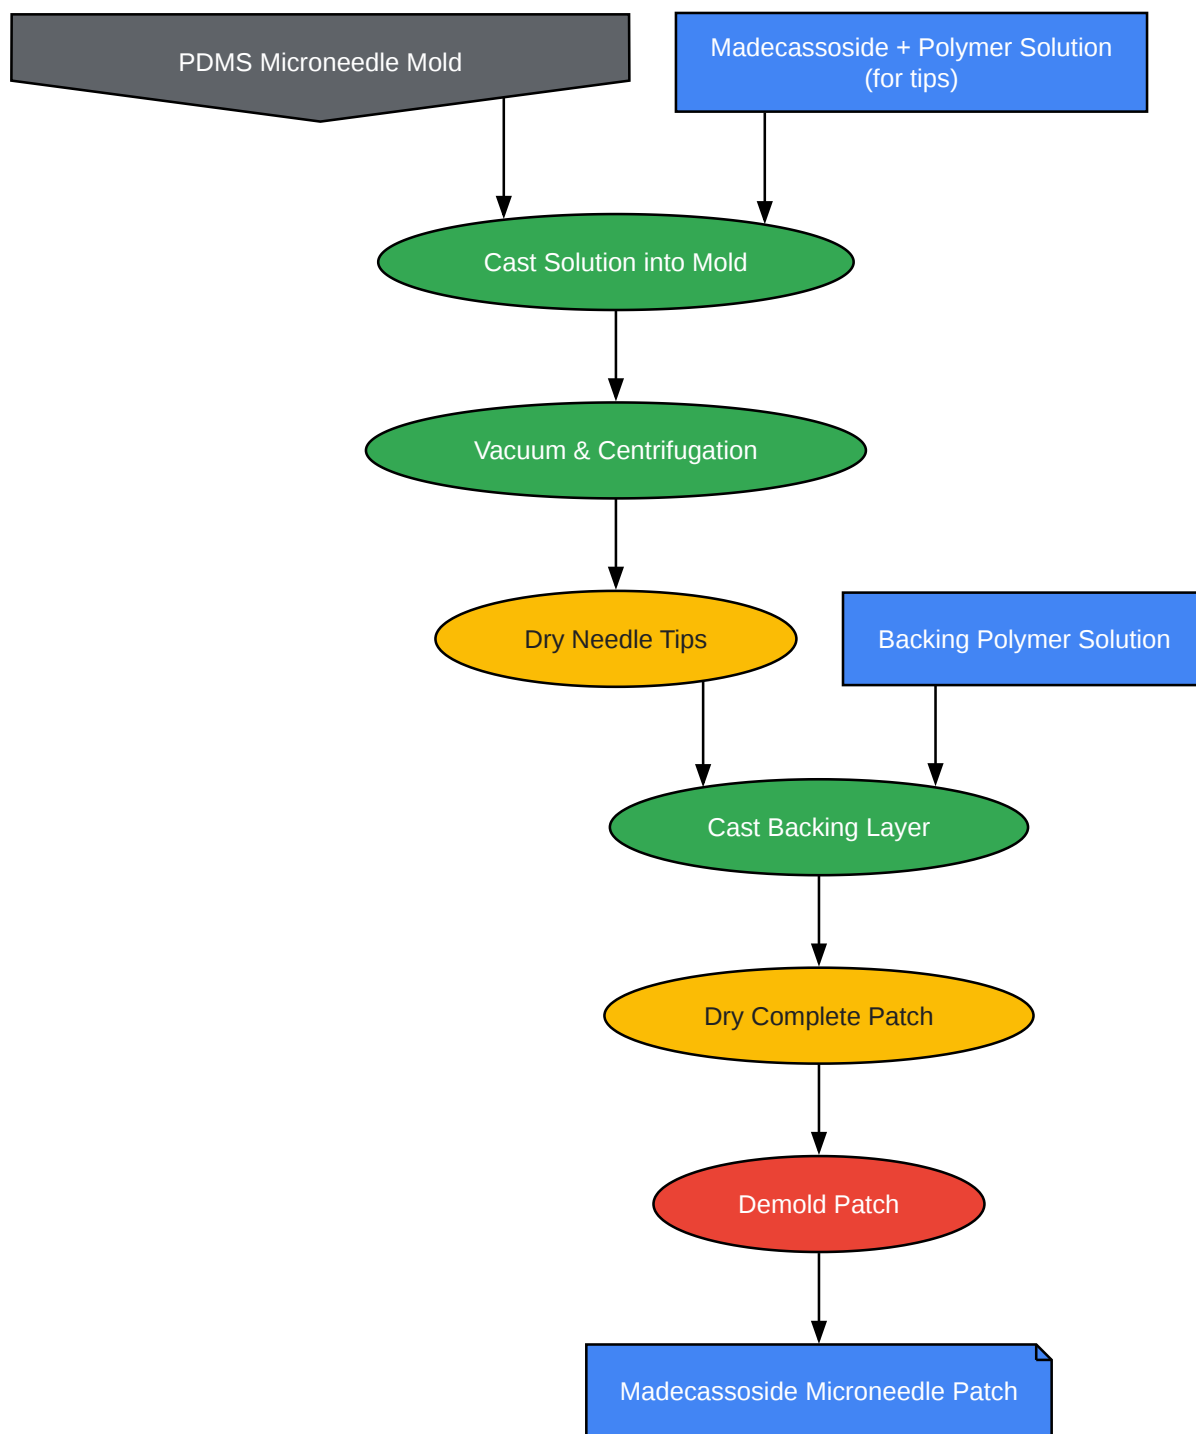 PDMS Microneedle Mold
Madecassoside + Polymer Solution
(for tips)
Cast Solution into Mold
Vacuum & Centrifugation
Dry Needle Tips
Backing Polymer Solution
Cast Backing Layer
Dry Complete Patch
Demold Patch
Madecassoside Microneedle Patch